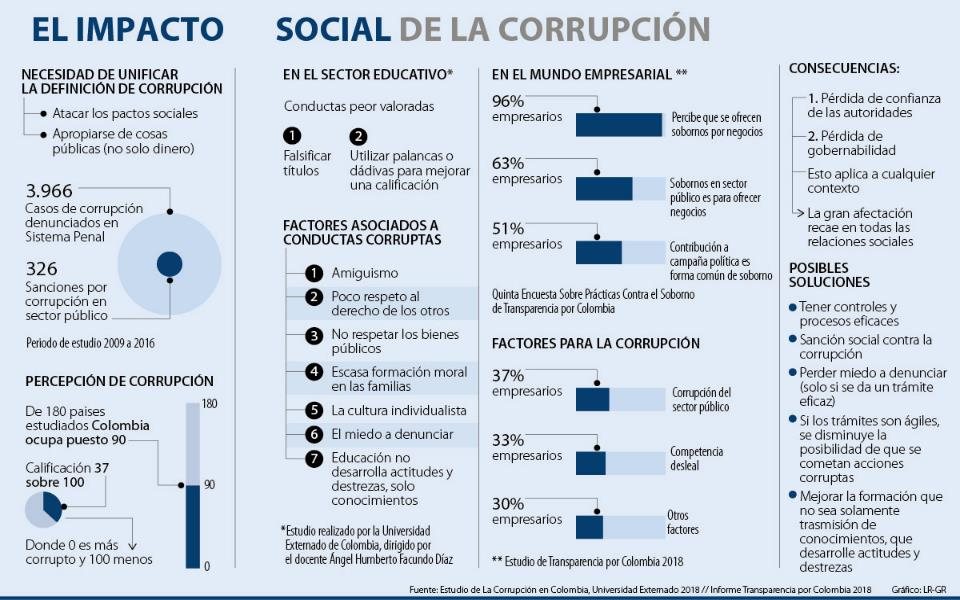 EL IMPACTO SOCIAL DE LA CORRUPCIÓN
NECESIDAD DE UNIFICAR
LA DEFINICIÓN DE CORRUPCIÓN
Atacar los pactos sociales
Apropiarse de cosas
públicas (no solo dinero)
3.966
Casos de corrupción
denunciados en
Sistema Penal
326
Sanciones por
corrupción en
sector público
Periodo de estudio 2009 a 2016
PERCEPCIÓN DE CORRUPCIÓN
De 180 paises
estudiados Colombia
ocupa puesto 90
Calificación 37
sobre 100
Donde 0 es más
corrupto y 100 menos
180
90
0
EN EL SECTOR EDUCATIVO*
Conductas peor valoradas
1
Falsificar
títulos
2
Utilizar palancas o
dádivas para mejorar
una calificación
FACTORES ASOCIADOS A
CONDUCTAS CORRUPTAS
1 Amiguismo
2 Poco respeto al
derecho de los otros
3 No respetar los bienes
públicos
4 Escasa formación moral
en las familias
5 La cultura individualista
6 El miedo a denunciar
7 Educación no
desarrolla actitudes y
destrezas, solo
conocimientos
*Estudio realizado por la Universidad
Externado de Colombia, dirigido por
el docente Ángel Humberto Facundo Díaz
EN EL MUNDO EMPRESARIAL **
96%
empresarios
Percibe que se ofrecen
sobornos por negocios
63%
empresarios
Sobornos en sector
público es para ofrecer
negocios
51%
empresarios
Contribución a
campaña política es
forma común de soborno
Quinta Encuesta Sobre Prácticas Contra el Soborno
de Transparencia por Colombia
FACTORES PARA LA CORRUPCIÓN
37%
empresarios
Corrupción del
sector público
33%
empresarios
Competencia
desleal
30%
empresarios
Otros
factores
** Estudio de Transparencia por Colombia 2018
CONSECUENCIAS:
1. Pérdida de confianza
de las autoridades
2. Pérdida de
gobernabilidad
Esto aplica a cualquier
contexto
La gran afectación
recae en todas las
relaciones sociales
POSIBLES
SOLUCIONES
Tener controles y
procesos eficaces
Sanción social contra la
corrupción
Perder miedo a denunciar
(solo si se da un trámite
eficaz)
Si los trámites son ágiles,
se disminuye la
posibilidad de que se
cometan acciones
corruptas
Mejorar la formación que
no sea solamente
trasmisión de
conocimientos, que
desarrolle actitudes y
destrezas
Fuente: Estudio de La Corrupción en Colombia, Universidad Externado 2018 // Informe Transparencia por Colombia 2018 Gráfico: LR-GR